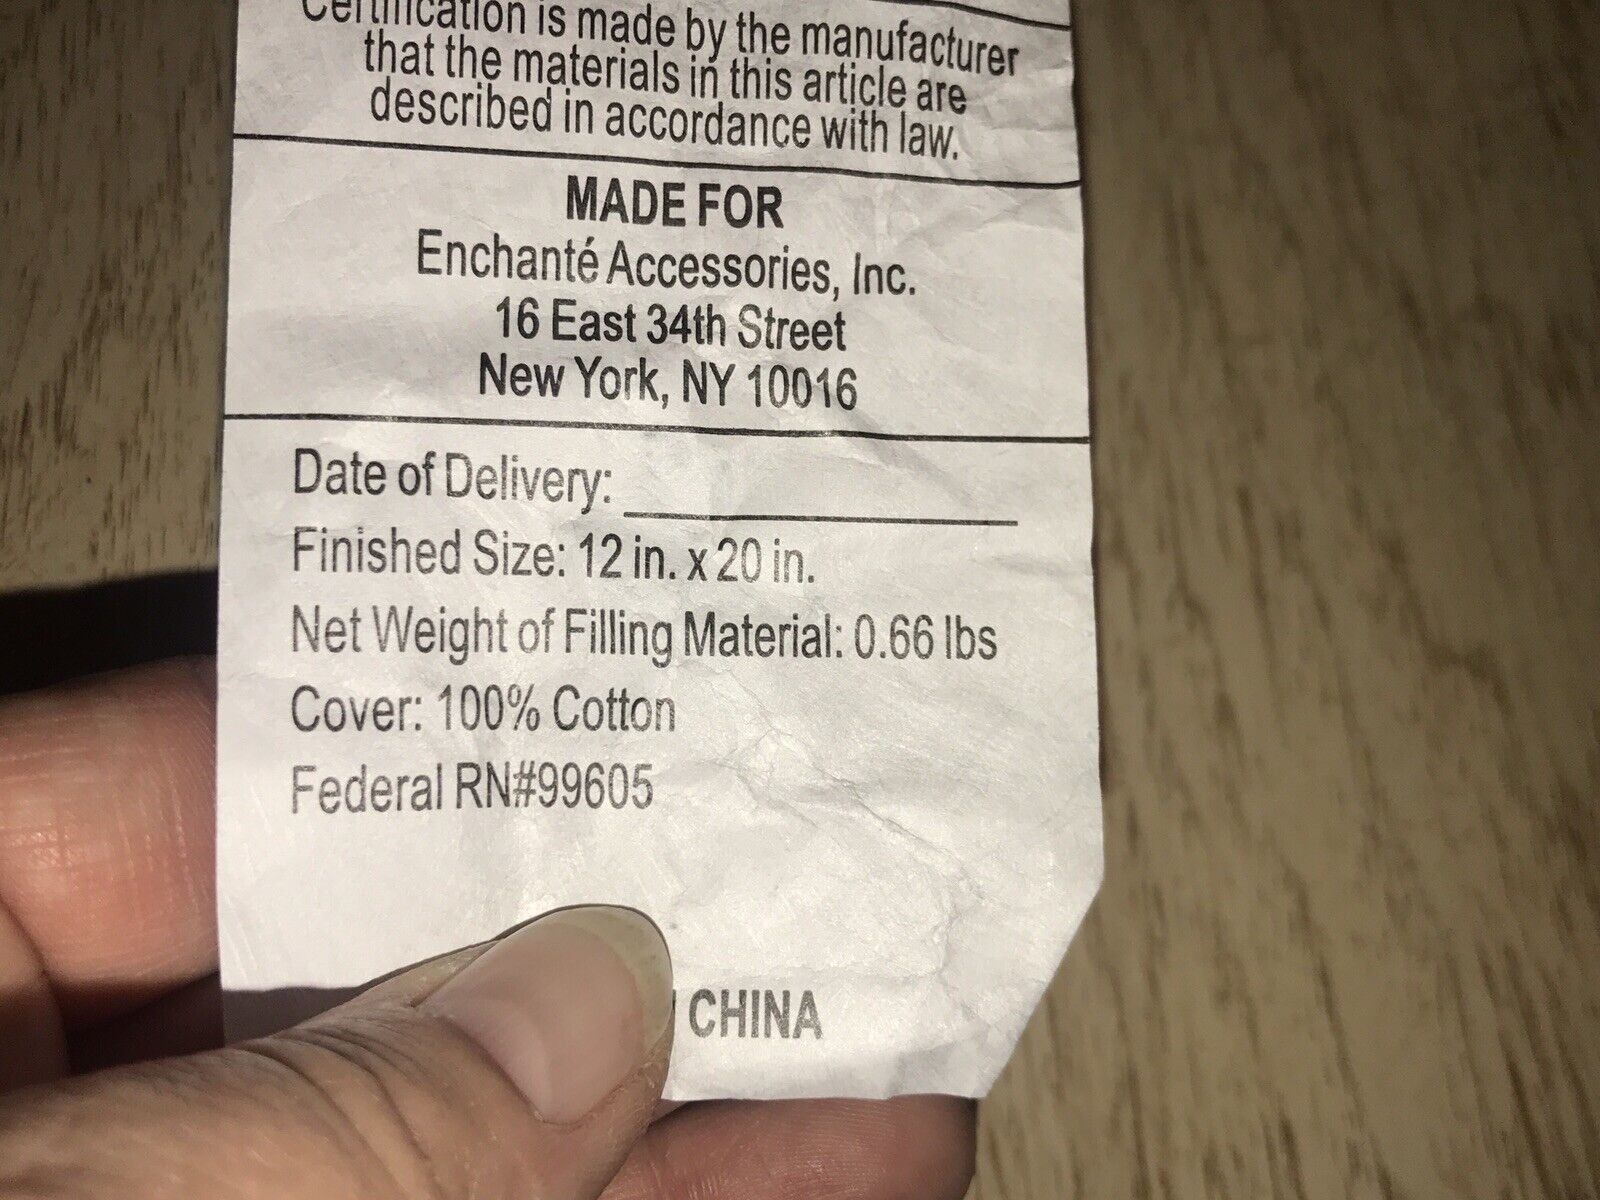 Certification is made by the manufacturer
that the materials in this article are
described in accordance with law.
MADE FOR
Enchanté Accessories, Inc.
16 East 34th Street
New York, NY 10016
Date of Delivery:
Finished Size: 12 in. x 20 in.
Net Weight of Filling Material: 0.66 lbs
Cover: 100% Cotton
Federal RN#99605
CHINA